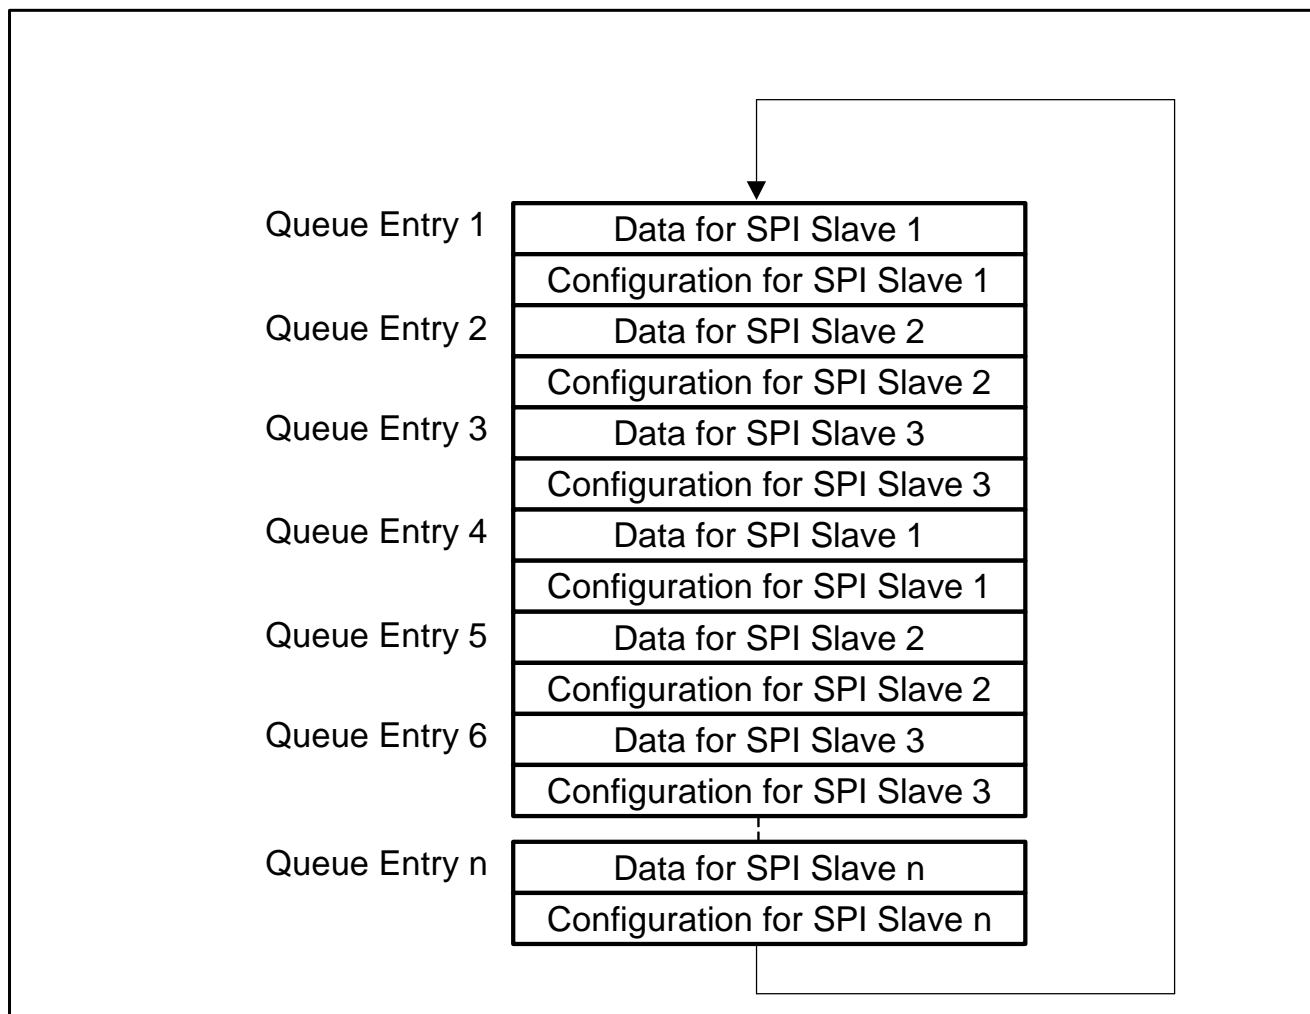 Queue Entry 1
Data for SPI Slave 1
Configuration for SPI Slave 1
Queue Entry 2
Data for SPI Slave 2
Configuration for SPI Slave 2
Queue Entry 3
Data for SPI Slave 3
Configuration for SPI Slave 3
Queue Entry 4
Data for SPI Slave 1
Configuration for SPI Slave 1
Queue Entry 5
Data for SPI Slave 2
Configuration for SPI Slave 2
Queue Entry 6
Data for SPI Slave 3
Configuration for SPI Slave 3
Queue Entry n
Data for SPI Slave n
Configuration for SPI Slave n